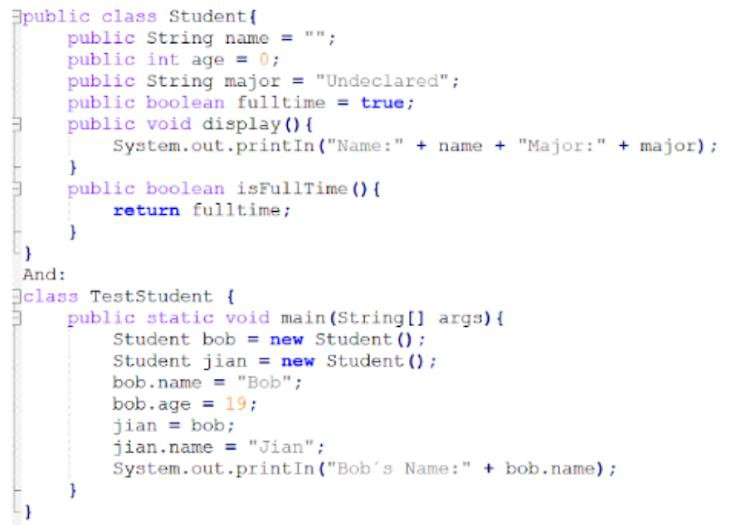 public class Student{
public String name = "";
public int age = 0;
public String major = "Undeclared";
public boolean fulltime = true;
public void display(){
System.out.printIn("Name:" + name + "Major:" + major);
}
public boolean isFullTime(){
return fulltime;
}
}
And:
class TestStudent {
public static void main(String[] args){
Student bob = new Student();
Student jian = new Student();
bob.name = "Bob";
bob.age = 19;
jian = bob;
jian.name = "Jian";
System.out.printIn("Bob´s Name:" + bob.name);
}
}